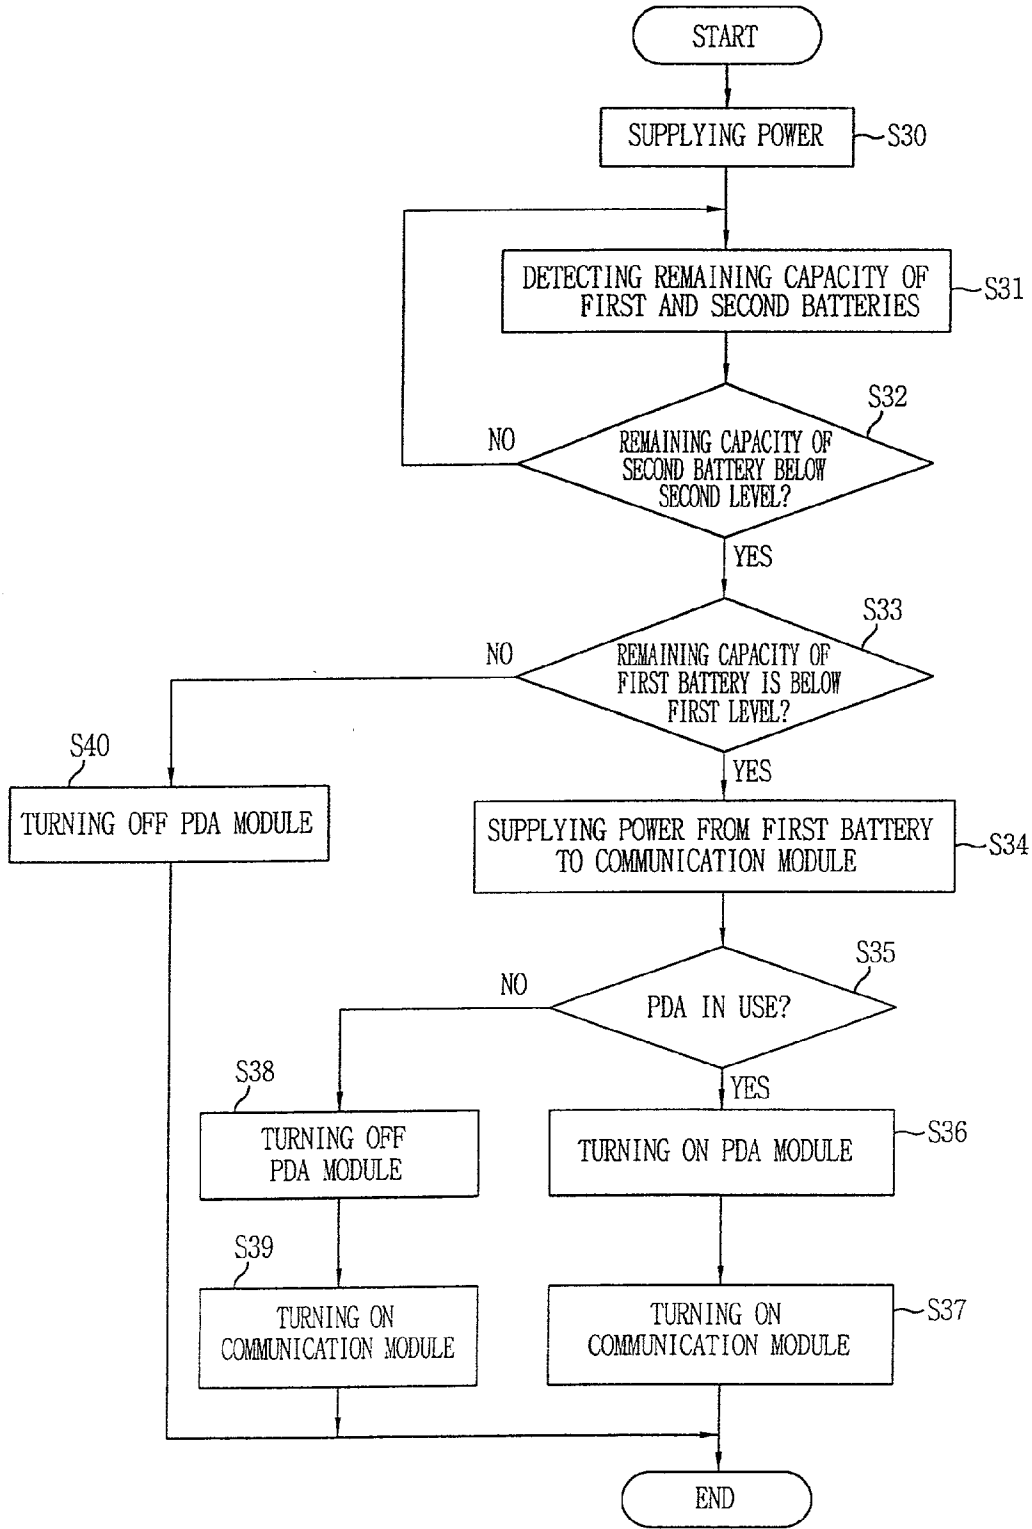 START
SUPPLYING POWER
S30
DETECTING REMAINING CAPACITY OF
FIRST AND SECOND BATTERIES
S31
S32
NO
REMAINING CAPACITY OF
SECOND BATTERY BELOW
SECOND LEVEL?
YES
S33
NO
REMAINING CAPACITY OF
FIRST BATTERY IS BELOW
FIRST LEVEL?
YES
S40
TURNING OFF PDA MODULE
SUPPLYING POWER FROM FIRST BATTERY
TO COMMUNICATION MODULE
S34
S35
NO
PDA IN USE?
YES
S38
TURNING OFF
PDA MODULE
TURNING ON PDA MODULE
S36
S39
TURNING ON
COMMUNICATION MODULE
TURNING ON
COMMUNICATION MODULE
S37
END